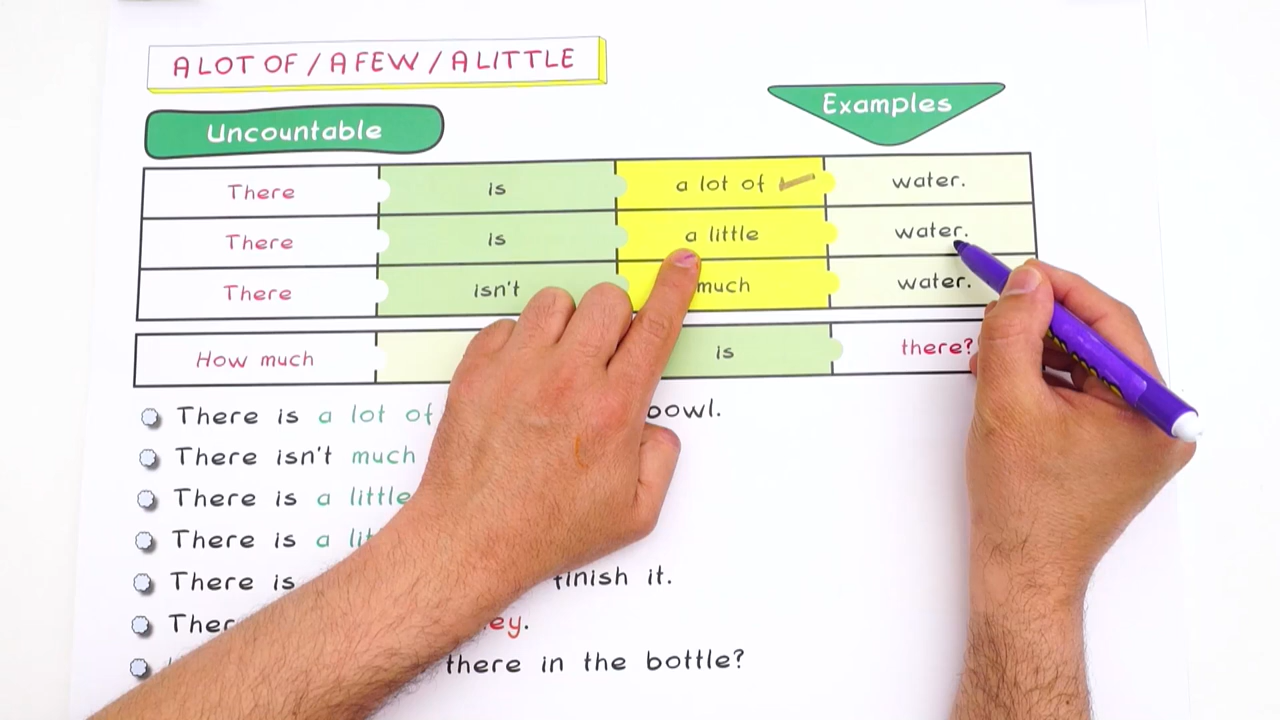 A LOT OF / A FEW / A LITTLE
Uncountable
Examples
There is a lot of water.
There is a little water.
There isn't much water.
How much is there?
There is a lot of bowl.
There isn't much
There is a little
There is a
There is finish it.
there in the bottle?